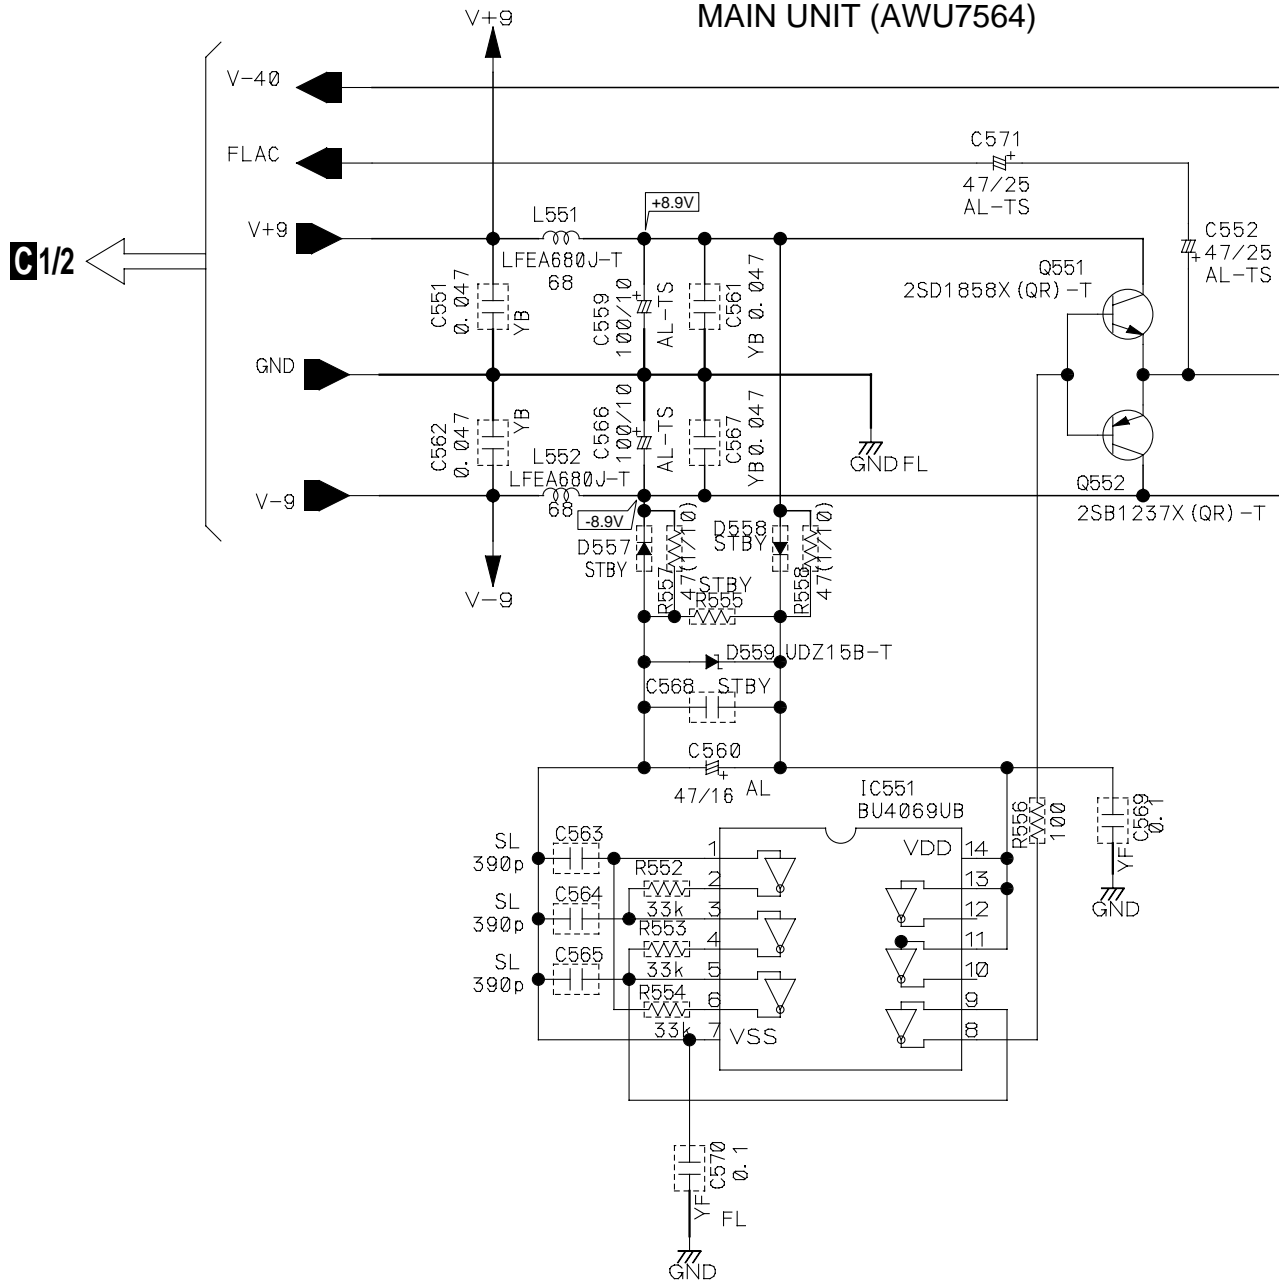 MAIN UNIT (AWU7564)
V+9
V-40
FLAC
C571
47/25
AL-TS
V+9
L551
LFEA680J-T
68
+8.9V
C552
47/25
AL-TS
C 1/2
Q551
2SD1858X(QR)-T
C551
0.047
YB
C559
100/10
AL-TS
C561
YB 0.047
GND
C562
0.047
YB
C566
100/10
AL-TS
C567
YB 0.047
GND FL
L552
LFEA680J-T
68
V-9
-8.9V
Q552
2SB1237X(QR)-T
D557
STBY
R557
47(1/10)
D558
STBY
R558
47(1/10)
V-9
STBY
R555
D559 UDZ15B-T
C568 STBY
C560
47/16 AL
IC551
BU4069UB
R556
100
C569
0.1
YF
GND
SL
390p
C563
SL
390p
C564
SL
390p
C565
R552
33k
R553
33k
R554
33k
1
2
3
4
5
6
7
VSS
VDD
14
13
12
11
10
9
8
C570
0.1
YF
FL
GND